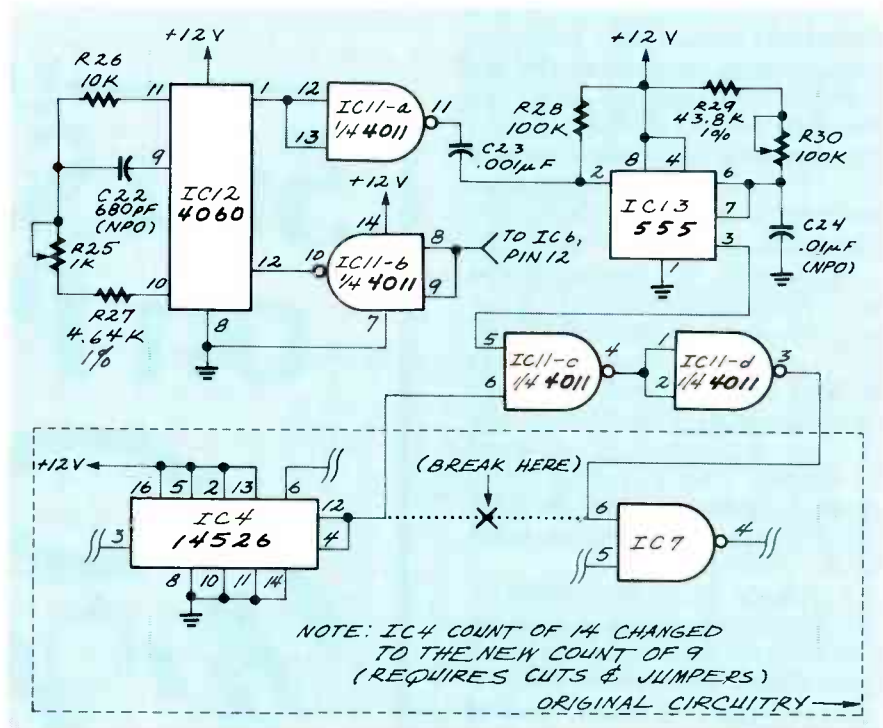 +12V
R26
10K
11
1
12
13
IC11-a
1/4 4011
11
C23
.001µF
9
C22
680pF
(NPO)
IC12
4060
R25
1K
10
R27
4.64K
1%
8
12
+12V
14
10
IC11-b
1/4 4011
8
9
7
TO IC6,
PIN 12
+12V
R28
100K
R29
43.8K
1%
R30
100K
2
8
4
6
7
3
IC13
555
1
C24
.01µF
(NPO)
5
6
IC11-c
1/4 4011
4
1
2
IC11-d
1/4 4011
3
+12V
16
5
2
13
6
12
4
3
IC4
14526
8
10
11
14
(BREAK HERE)
6
5
IC7
4
NOTE: IC4 COUNT OF 14 CHANGED
TO THE NEW COUNT OF 9
(REQUIRES CUTS & JUMPERS)
ORIGINAL CIRCUITRY